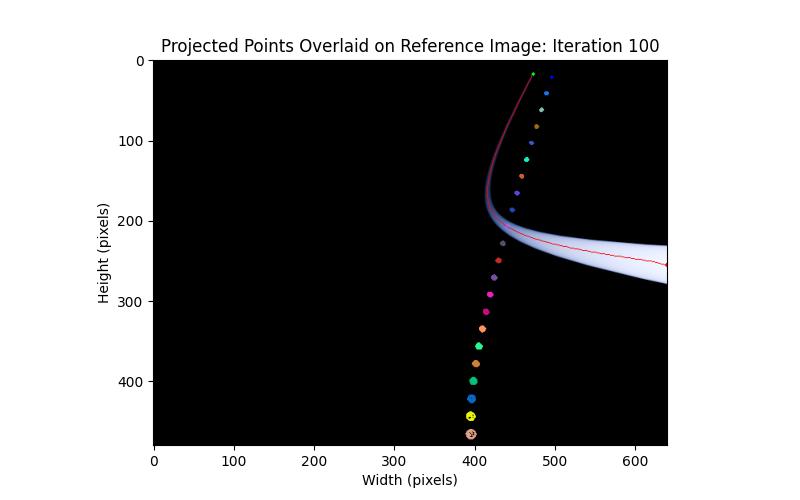 Projected Points Overlaid on Reference Image: Iteration 100
0
100
200
300
400
Height (pixels)
0 100 200 300 400 500 600
Width (pixels)